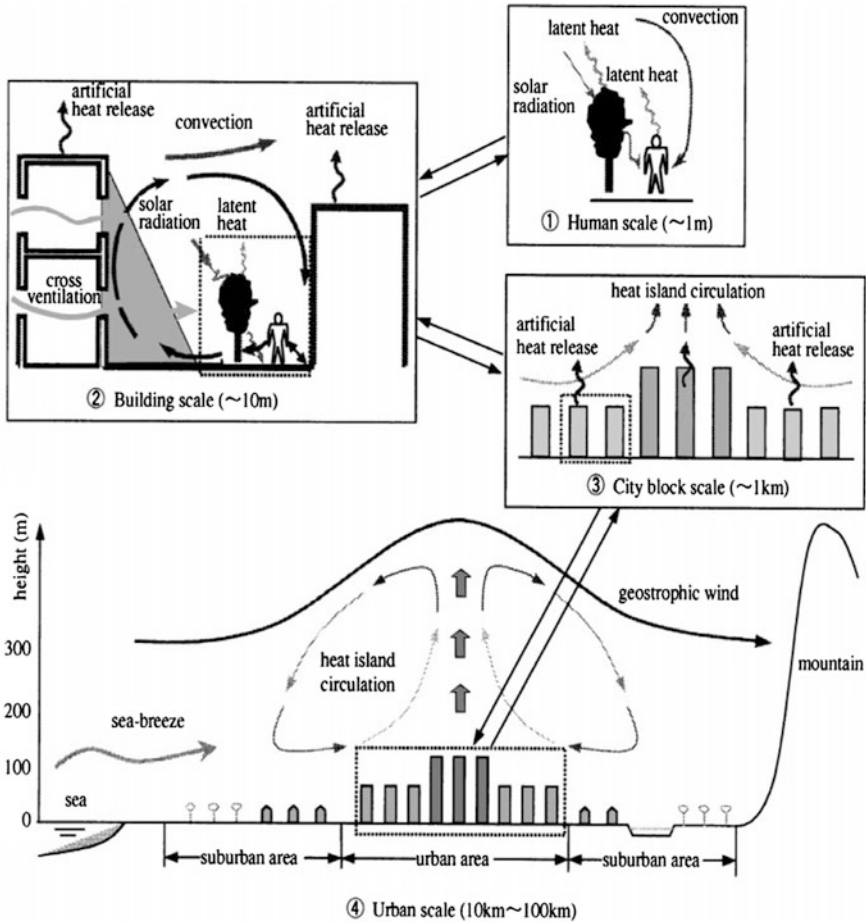 latent heat
convection
solar
radiation
latent heat
① Human scale (~1m)
artificial
heat release
convection
artificial
heat release
solar
radiation
latent
heat
cross
ventilation
② Building scale (~10m)
heat island circulation
artificial
heat release
artificial
heat release
③ City block scale (~1km)
height (m)
300
200
100
0
geostrophic wind
mountain
heat island
circulation
sea-breeze
sea
suburban area
urban area
suburban area
④ Urban scale (10km~100km)